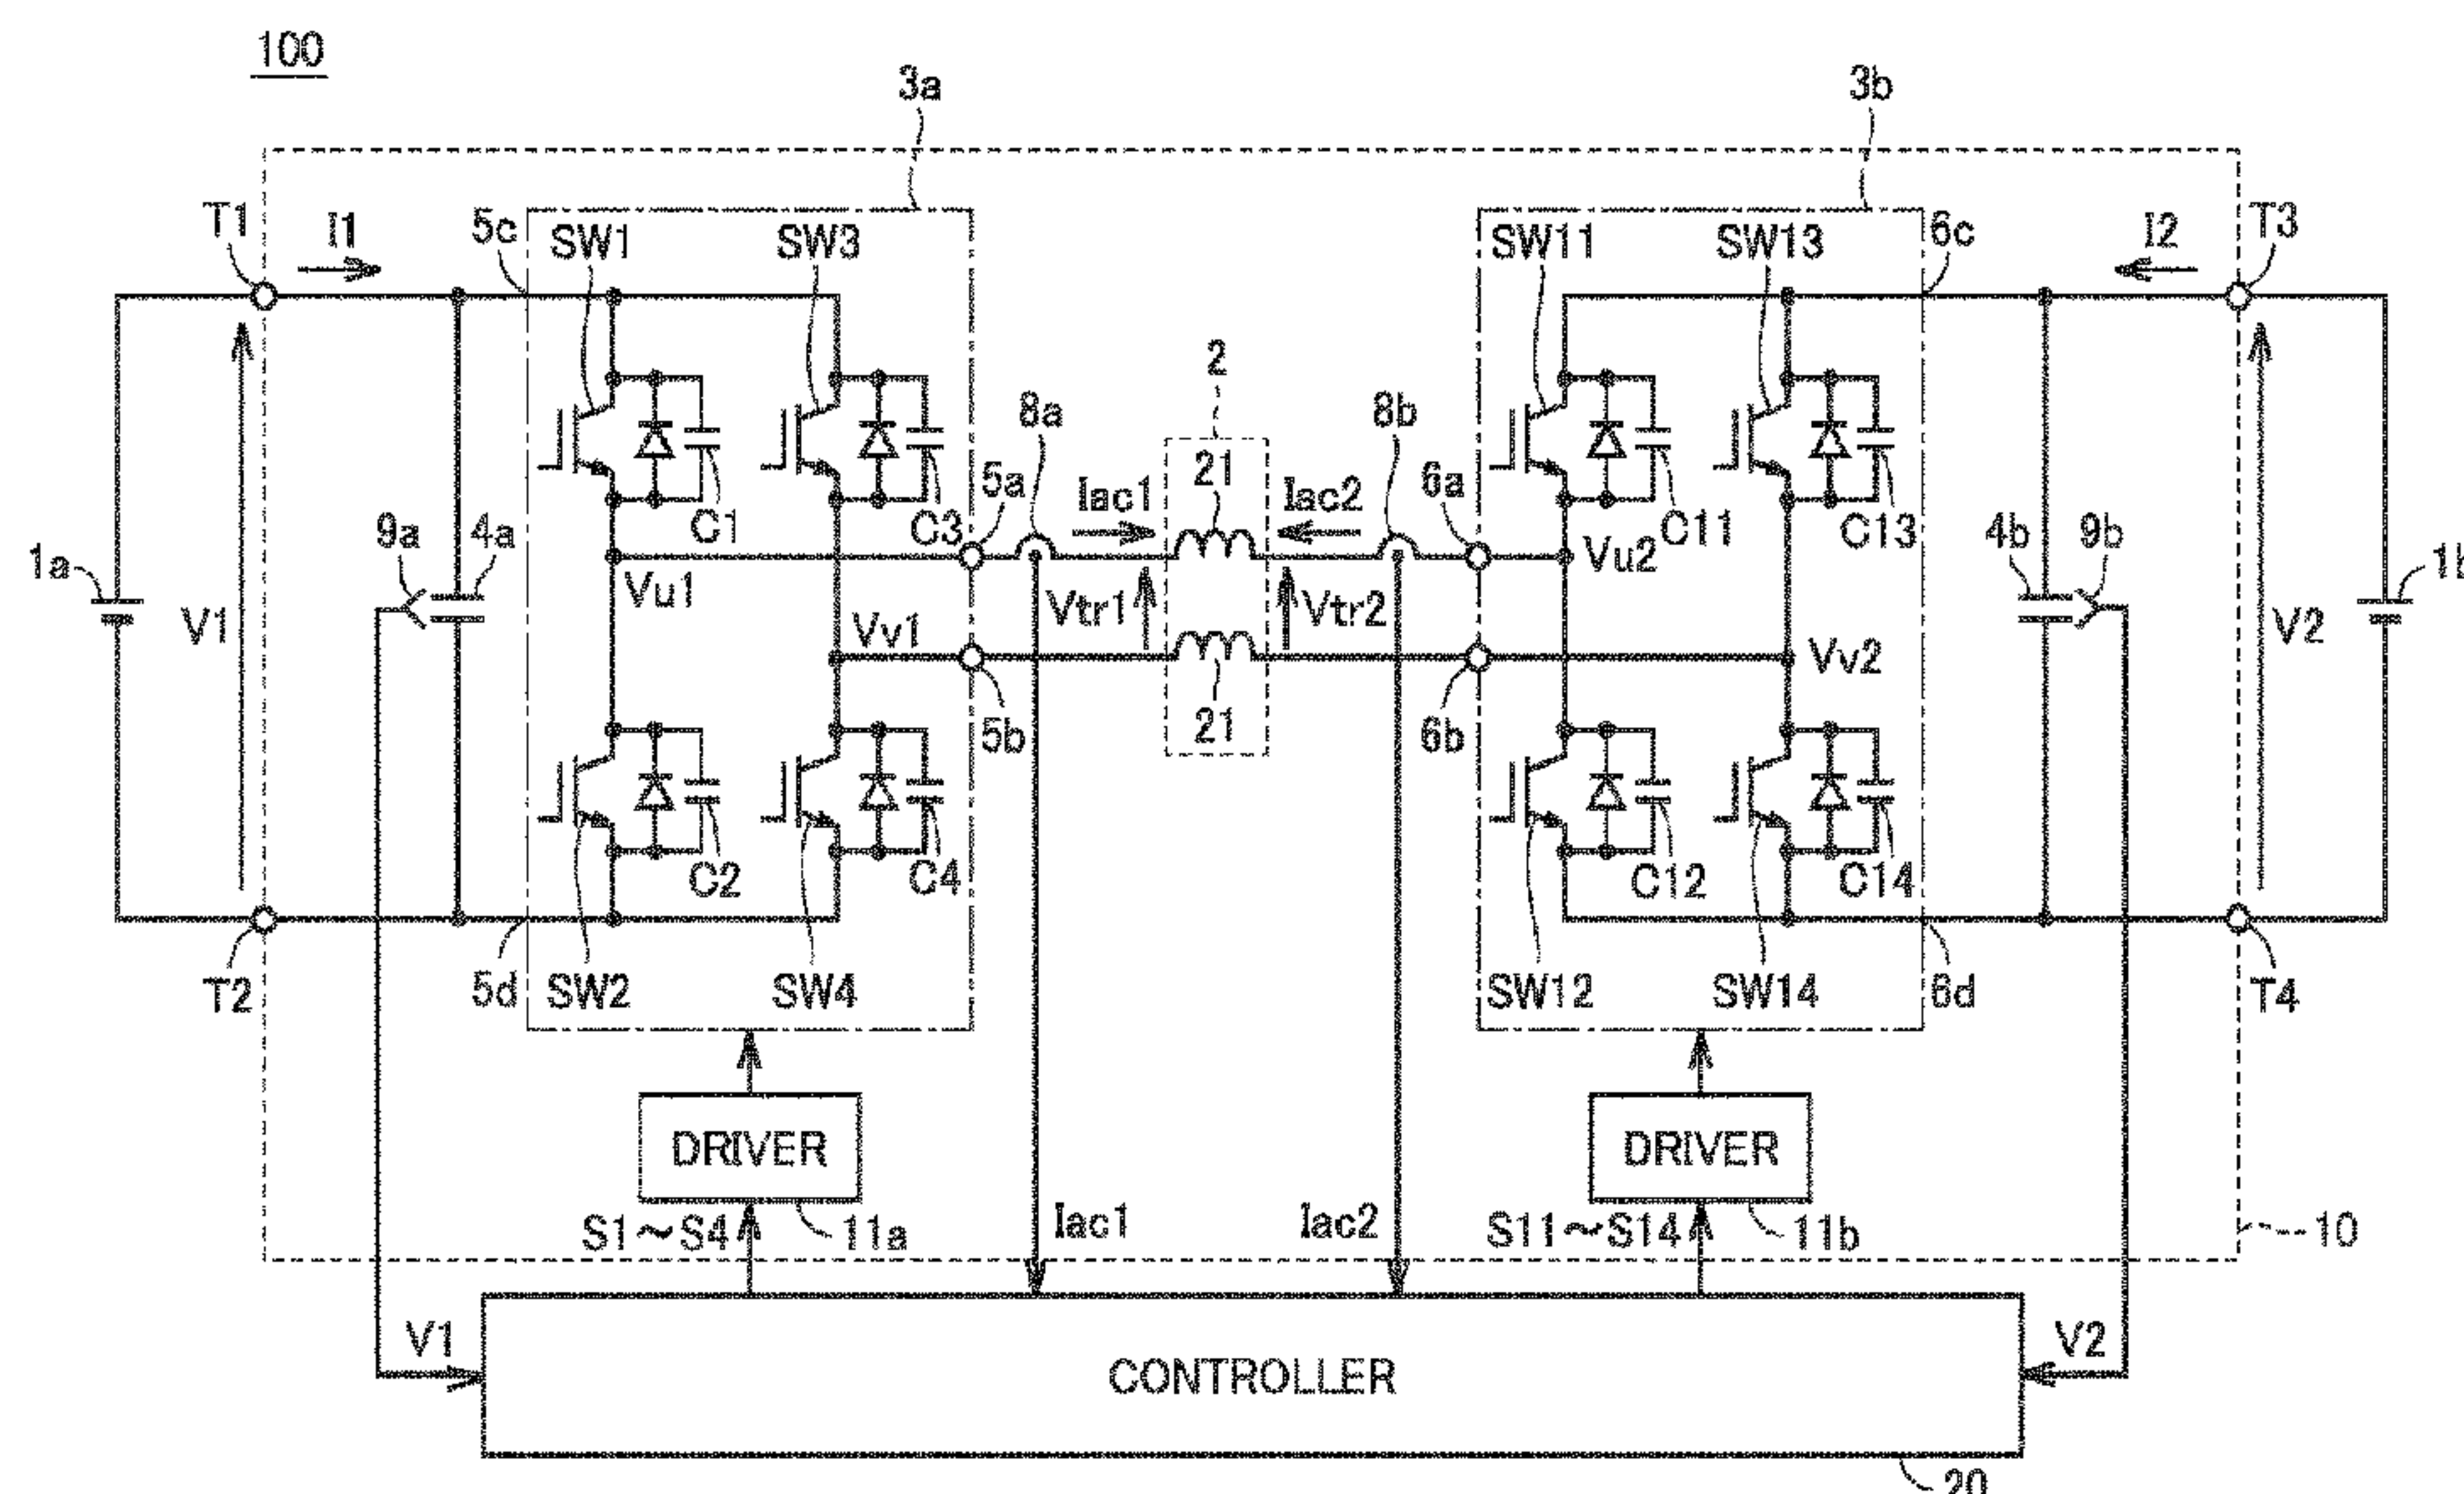 100
3a
3b
T1
I1
5c
SW1
SW3
SW11
SW13
6c
I2
T3
2
8a
8b
21
5a
Iac1
Iac2
6a
C1
C3
C11
C13
9a
4a
4b
9b
1a
V1
Vu1
Vtr1
Vtr2
Vu2
V2
Vv1
Vv2
21
5b
6b
C2
C4
C12
C14
T2
5d
SW2
SW4
SW12
SW14
6d
T4
DRIVER
DRIVER
S1~S4
11a
Iac1
Iac2
S11~S14
11b
10
V1
V2
CONTROLLER